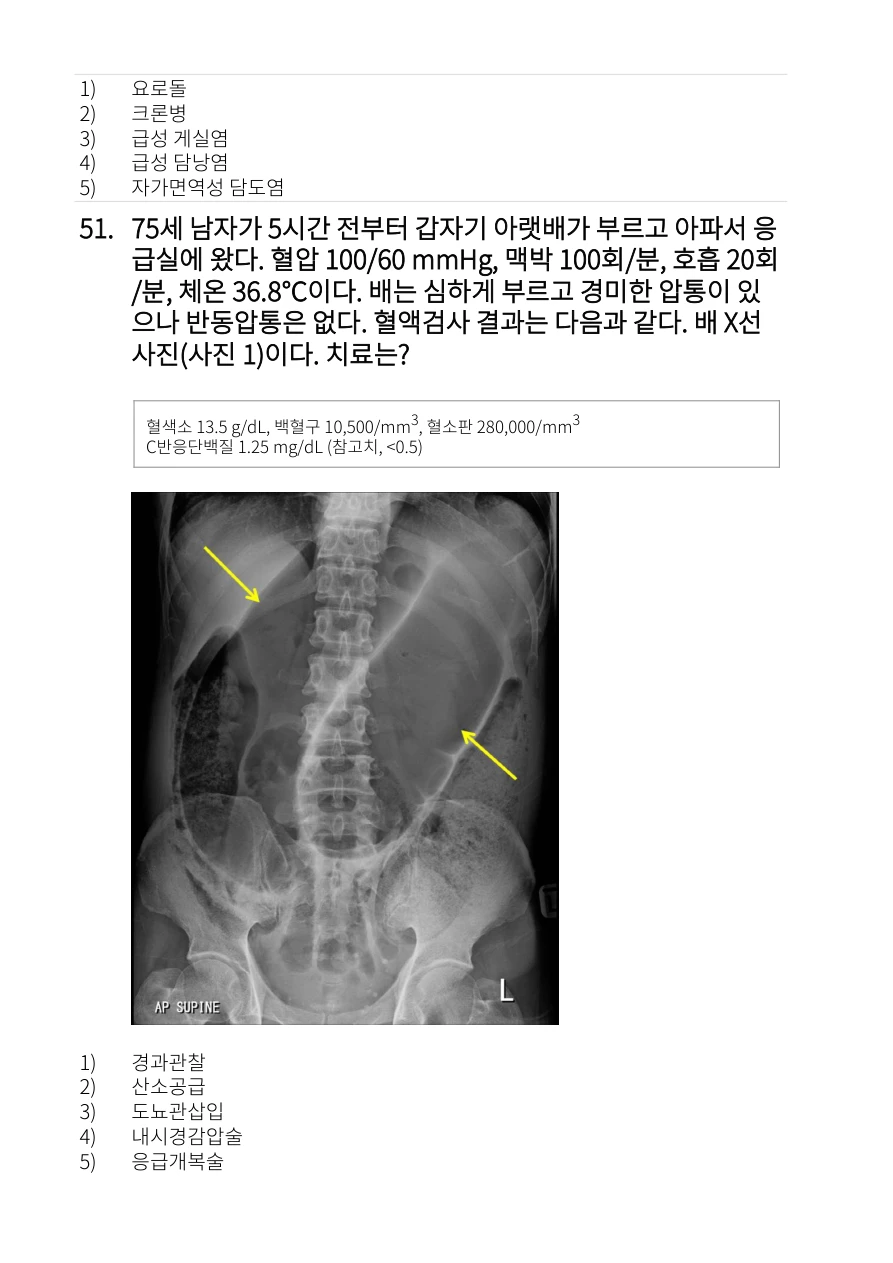 1) 요로돌
2) 크론병
3) 급성 게실염
4) 급성 담낭염
5) 자가면역성 담도염
51. 75세 남자가 5시간 전부터 갑자기 아랫배가 부르고 아파서 응
급실에 왔다. 혈압 100/60 mmHg, 맥박 100회/분, 호흡 20회
/분, 체온 36.8℃이다. 배는 심하게 부르고 경미한 압통이 있
으나 반동압통은 없다. 혈액검사 결과는 다음과 같다. 배 X선
사진(사진 1)이다. 치료는?
혈색소 13.5 g/dL, 백혈구 10,500/mm³, 혈소판 280,000/mm³
C반응단백질 1.25 mg/dL (참고치, <0.5)
L
AP SUPINE
1) 경과관찰
2) 산소공급
3) 도뇨관삽입
4) 내시경감압술
5) 응급개복술